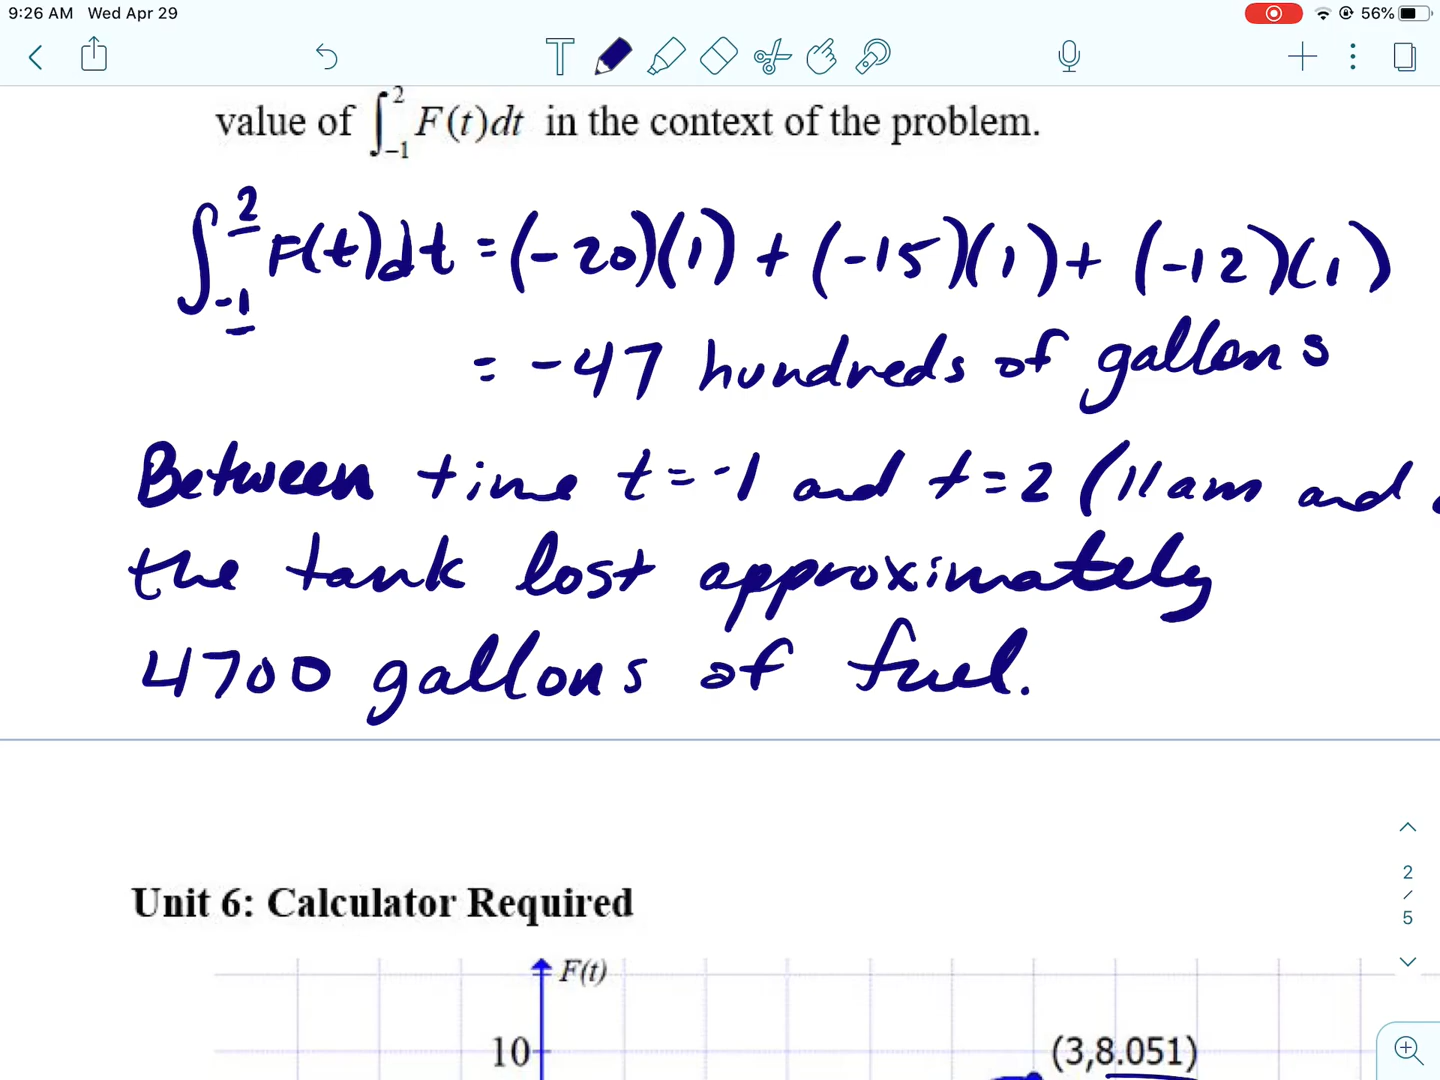 9:26 AM Wed Apr 29
56%
value of ∫_{-1}^{2} F(t)dt in the context of the problem.
∫_{-1}^{2} F(t)dt = (-20)(1) + (-15)(1) + (-12)(1)
= -47 hundreds of gallons
Between time t=-1 and t=2 (11am and
the tank lost approximately
4700 gallons of fuel.
2
/
5
Unit 6: Calculator Required
F(t)
10
(3,8.051)